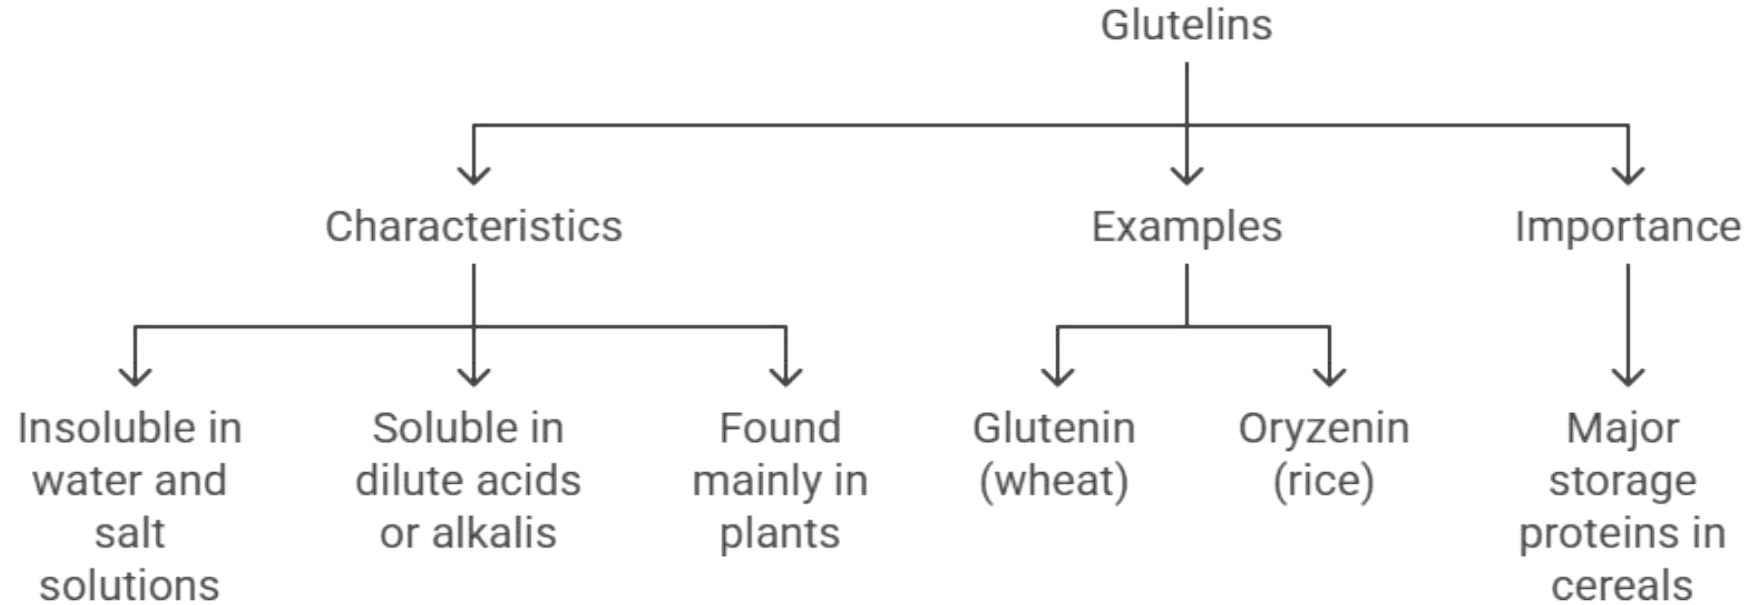 Glutelins
Characteristics
Examples
Importance
Insoluble in
water and
salt
solutions
Soluble in
dilute acids
or alkalis
Found
mainly in
plants
Glutenin
(wheat)
Oryzenin
(rice)
Major
storage
proteins in
cereals